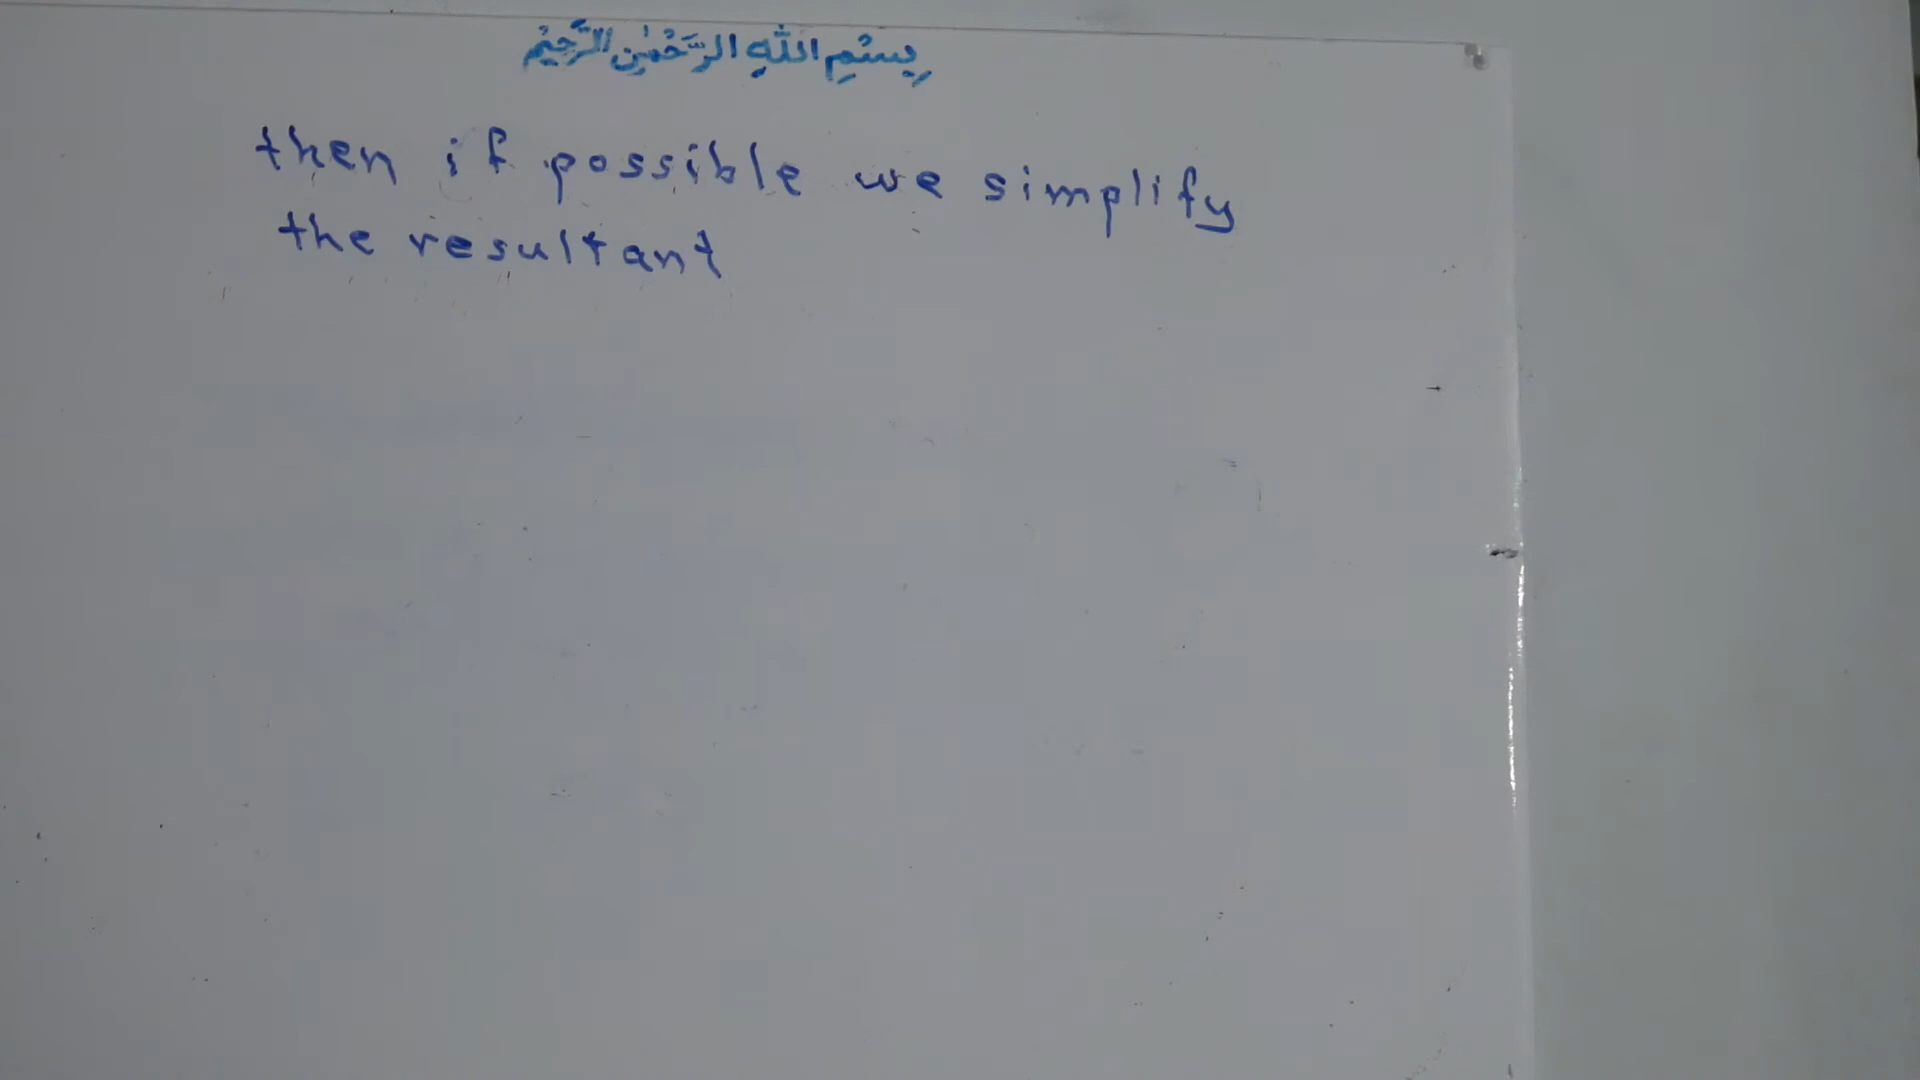 بِسْمِ اللّٰهِ الرَّحْمٰنِ الرَّحِيْمِ
then if possible we simplify
the resultant